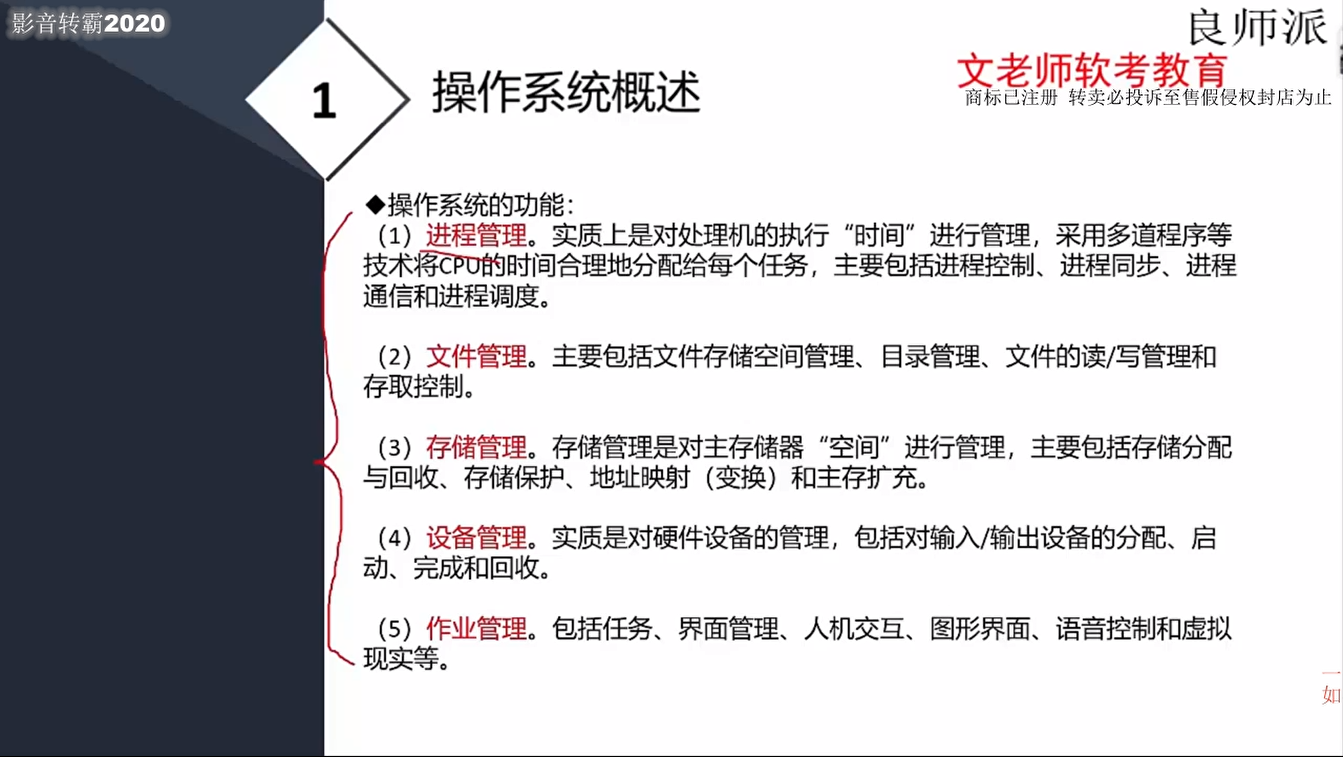 影音转霸2020
良师派
文老师软考教育
商标已注册 转卖必投诉至售假侵权封店为止
1
操作系统概述
◆操作系统的功能：
（1）进程管理。实质上是对处理机的执行“时间”进行管理，采用多道程序等
技术将CPU的时间合理地分配给每个任务，主要包括进程控制、进程同步、进程
通信和进程调度。
（2）文件管理。主要包括文件存储空间管理、目录管理、文件的读/写管理和
存取控制。
（3）存储管理。存储管理是对主存储器“空间”进行管理，主要包括存储分配
与回收、存储保护、地址映射（变换）和主存扩充。
（4）设备管理。实质是对硬件设备的管理，包括对输入/输出设备的分配、启
动、完成和回收。
（5）作业管理。包括任务、界面管理、人机交互、图形界面、语音控制和虚拟
现实等。
一
如